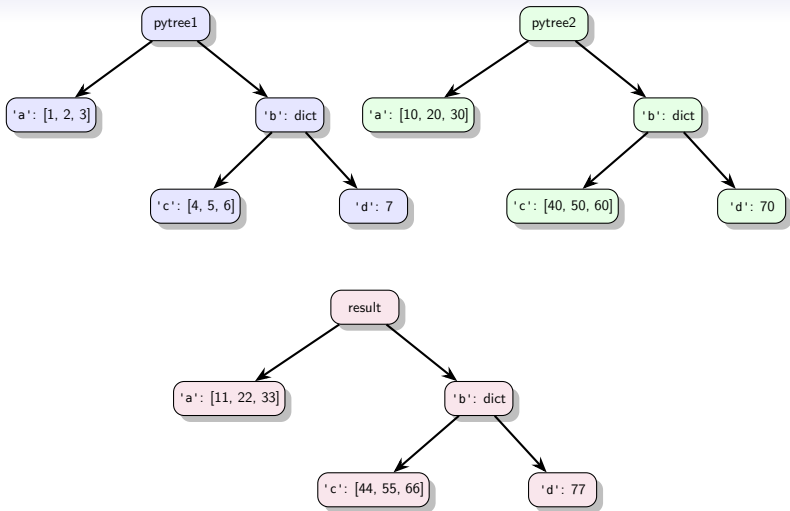 pytree1
pytree2
'a': [1, 2, 3]
'b': dict
'a': [10, 20, 30]
'b': dict
'c': [4, 5, 6]
'd': 7
'c': [40, 50, 60]
'd': 70
result
'a': [11, 22, 33]
'b': dict
'c': [44, 55, 66]
'd': 77